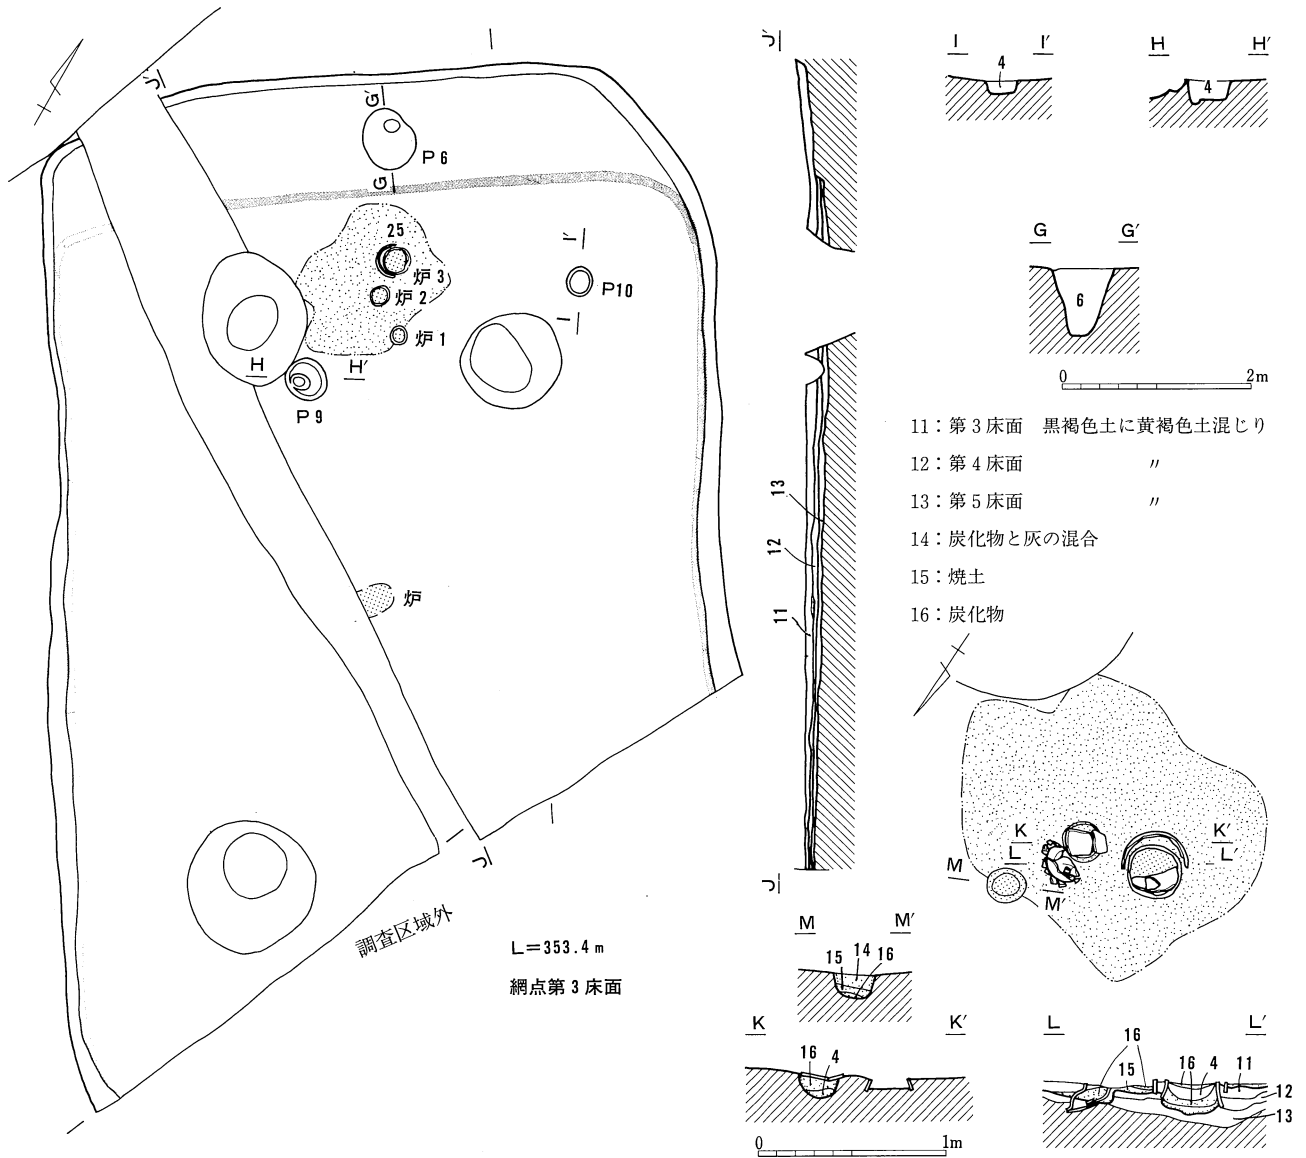 J′
G′
P6
G
25
炉3
炉2
炉1
I′
P10
I
H
H′
P9
炉
J
調査区域外
L=353.4m
網点第3床面
J′
13
12
11
J
I
I′
4
H
H′
4
G
G′
6
0
2m
11：第3床面 黒褐色土に黄褐色土混じり
12：第4床面 〃
13：第5床面 〃
14：炭化物と灰の混合
15：焼土
16：炭化物
K
K′
L
L′
M
M′
M
M′
15
14
16
K
K′
16
4
0
1m
L
L′
16
15
16
4
11
12
13